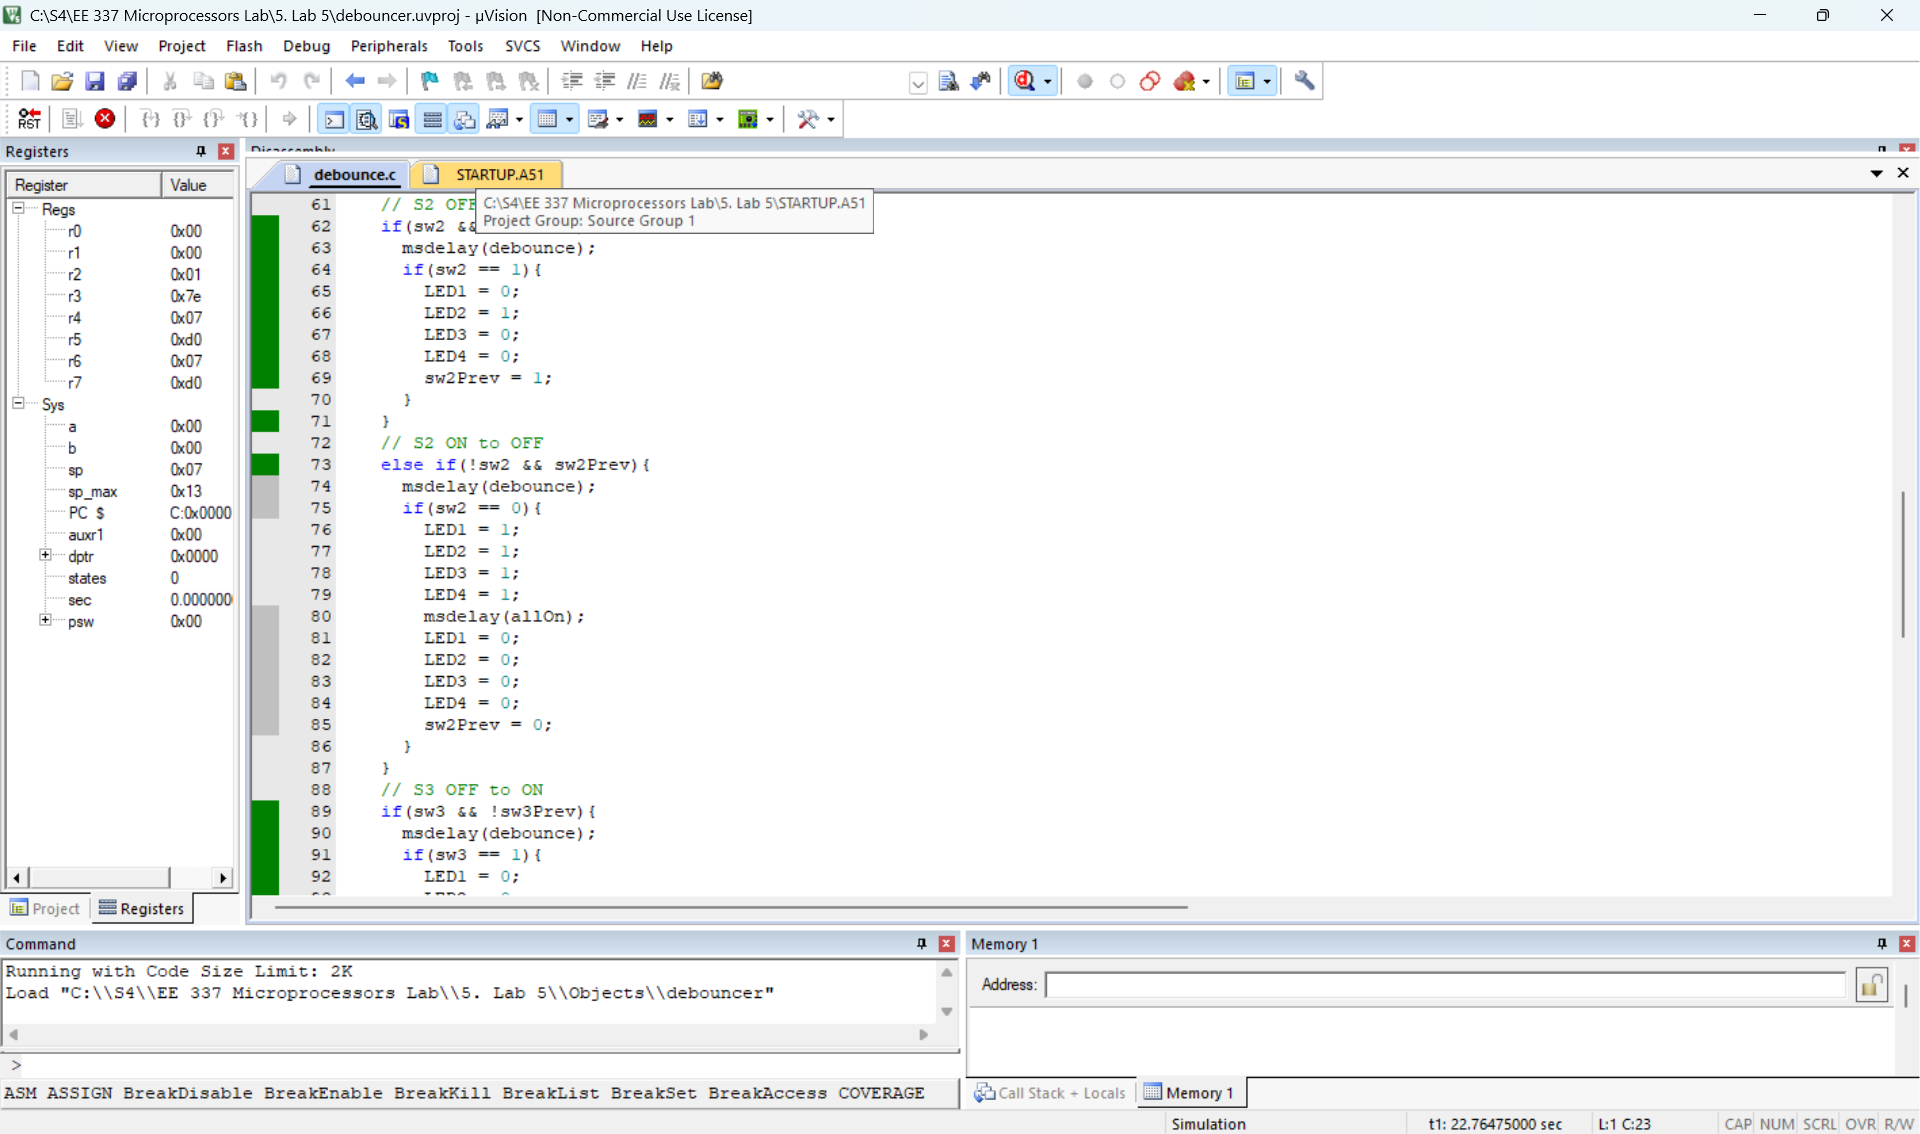 C:\S4\EE 337 Microprocessors Lab\5. Lab 5\debouncer.uvproj - µVision  [Non-Commercial Use License]
File Edit View Project Flash Debug Peripherals Tools SVCS Window Help
RST
Registers
Register Value
Regs
r0 0x00
r1 0x00
r2 0x01
r3 0x7e
r4 0x07
r5 0xd0
r6 0x07
r7 0xd0
Sys
a 0x00
b 0x00
sp 0x07
sp_max 0x13
PC $ C:0x0000
auxr1 0x00
dptr 0x0000
states 0
sec 0.000000
psw 0x00
Project Registers
Disassembly
debounce.c STARTUP.A51
C:\S4\EE 337 Microprocessors Lab\5. Lab 5\STARTUP.A51
Project Group: Source Group 1
61 // S2 OFF
62 if(sw2 &&
63 msdelay(debounce);
64 if(sw2 == 1){
65 LED1 = 0;
66 LED2 = 1;
67 LED3 = 0;
68 LED4 = 0;
69 sw2Prev = 1;
70 }
71 }
72 // S2 ON to OFF
73 else if(!sw2 && sw2Prev){
74 msdelay(debounce);
75 if(sw2 == 0){
76 LED1 = 1;
77 LED2 = 1;
78 LED3 = 1;
79 LED4 = 1;
80 msdelay(allOn);
81 LED1 = 0;
82 LED2 = 0;
83 LED3 = 0;
84 LED4 = 0;
85 sw2Prev = 0;
86 }
87 }
88 // S3 OFF to ON
89 if(sw3 && !sw3Prev){
90 msdelay(debounce);
91 if(sw3 == 1){
92 LED1 = 0;
Command
Running with Code Size Limit: 2K
Load "C:\\S4\\EE 337 Microprocessors Lab\\5. Lab 5\\Objects\\debouncer"
>
ASM ASSIGN BreakDisable BreakEnable BreakKill BreakList BreakSet BreakAccess COVERAGE
Memory 1
Address:
Call Stack + Locals Memory 1
Simulation t1: 22.76475000 sec L:1 C:23 CAP NUM SCRL OVR R/W